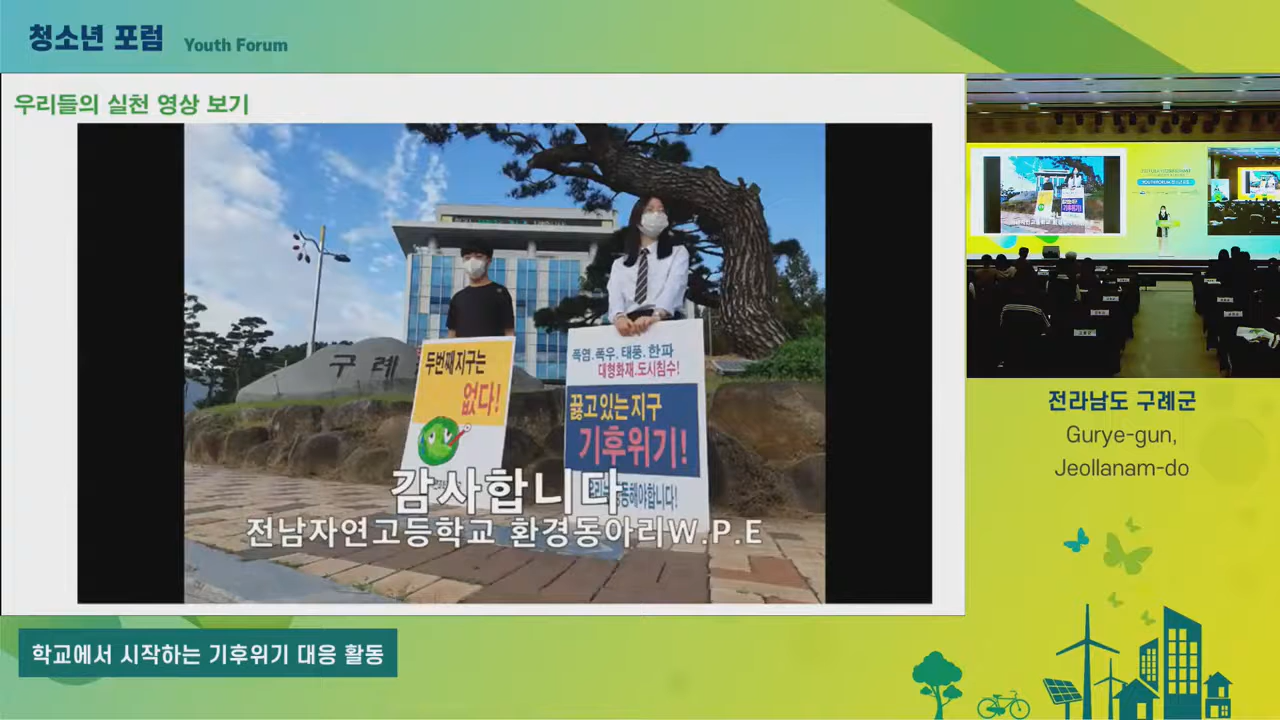 청소년 포럼 Youth Forum
우리들의 실천 영상 보기
구례
두번째 지구는
없다!
폭염.폭우, 태풍. 한파
대형화재.도시침수!
끓고 있는 지구
기후위기!
감사합니다
전남자연고등학교 환경동아리W.P.E
전라남도 구례군
Gurye-gun,
Jeollanam-do
학교에서 시작하는 기후위기 대응 활동